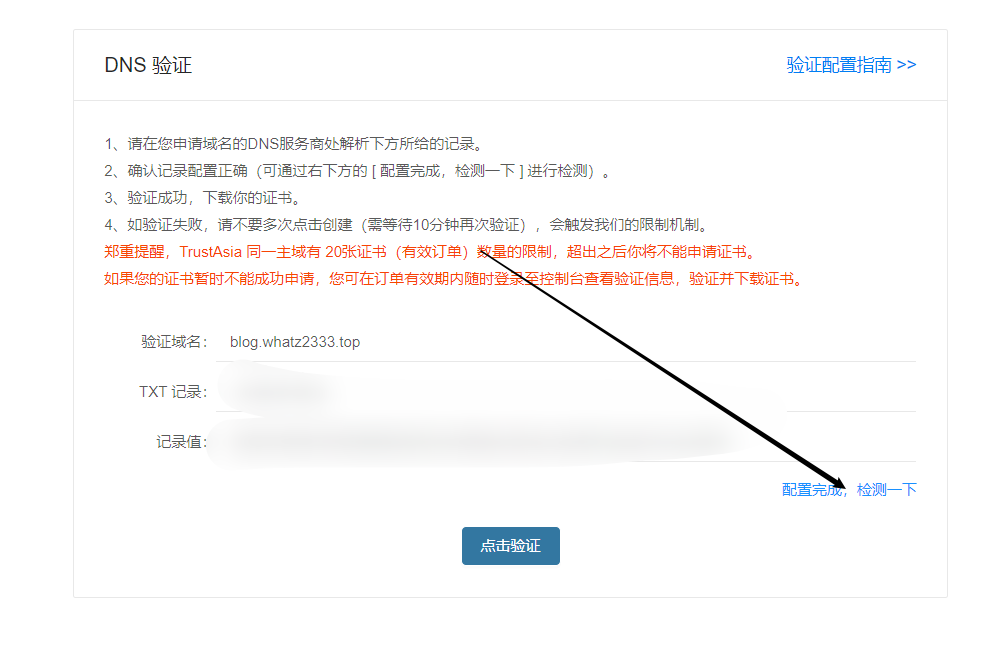 DNS 验证
验证配置指南 >>
1、请在您申请域名的DNS服务商处解析下方所给的记录。
2、确认记录配置正确（可通过右下方的 [ 配置完成，检测一下 ] 进行检测）。
3、验证成功，下载你的证书。
4、如验证失败，请不要多次点击创建（需等待10分钟再次验证），会触发我们的限制机制。
郑重提醒，TrustAsia 同一主域有 20张证书（有效订单）数量的限制，超出之后你将不能申请证书。
如果您的证书暂时不能成功申请，您可在订单有效期内随时登录至控制台查看验证信息，验证并下载证书。
验证域名： blog.whatz2333.top
TXT 记录：
记录值：
配置完成，检测一下
点击验证